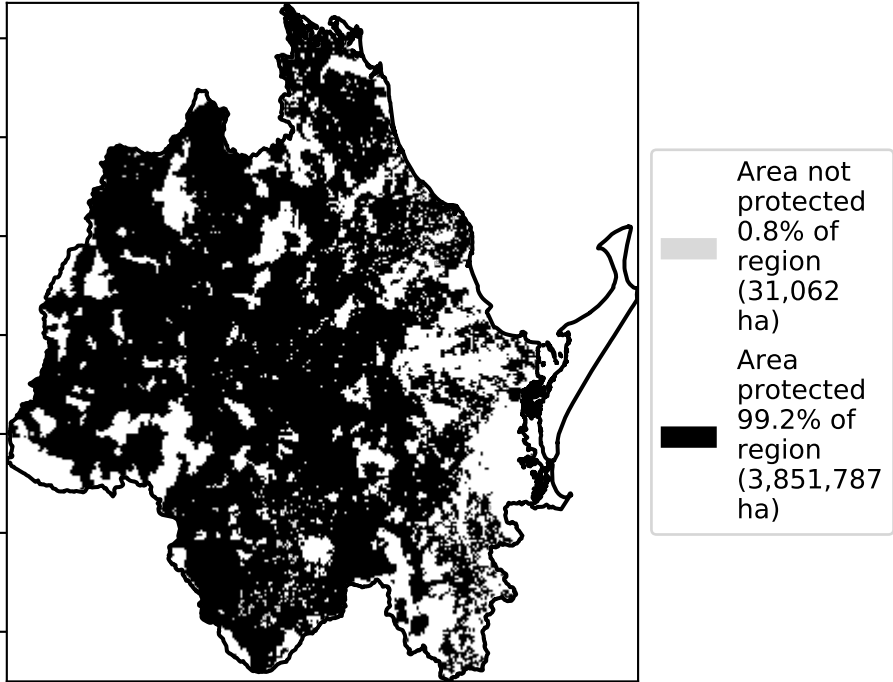 Area not
protected
0.8% of
region
(31,062
ha)
Area
protected
99.2% of
region
(3,851,787
ha)